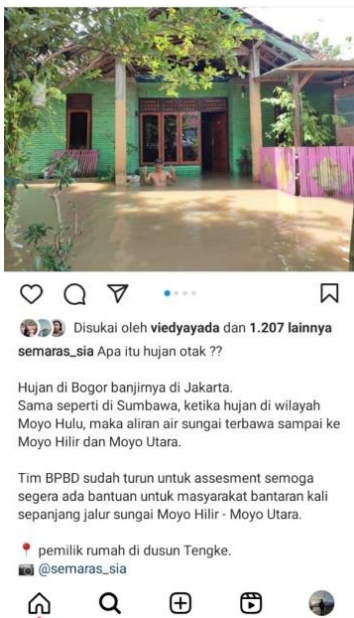 Disukai oleh viedyayada dan 1.207 lainnya
semaras_sia Apa itu hujan otak ??
Hujan di Bogor banjirnya di Jakarta.
Sama seperti di Sumbawa, ketika hujan di wilayah
Moyo Hulu, maka aliran air sungai terbawa sampai ke
Moyo Hilir dan Moyo Utara.
Tim BPBD sudah turun untuk assesment semoga
segera ada bantuan untuk masyarakat bantaran kali
sepanjang jalur sungai Moyo Hilir - Moyo Utara.
📍 pemilik rumah di dusun Tengke.
📷 @semaras_sia